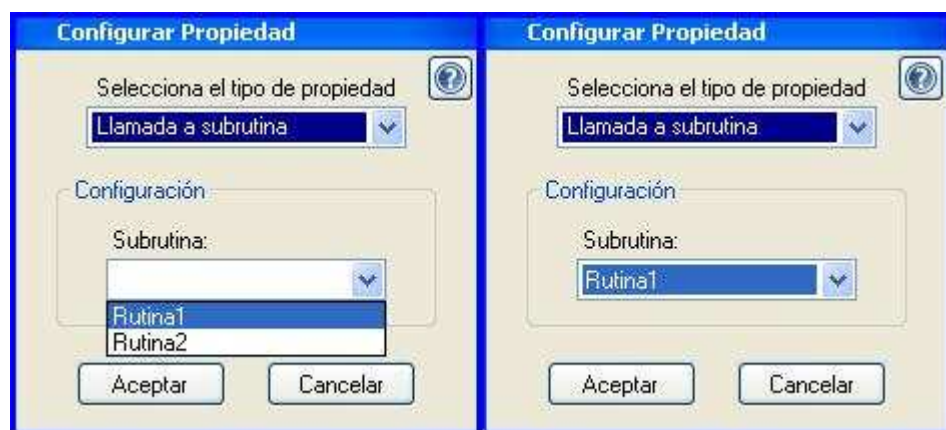 Configurar Propiedad
Selecciona el tipo de propiedad
Llamada a subrutina
Configuración
Subrutina:
Rutina1
Rutina2
Aceptar Cancelar
Configurar Propiedad
Selecciona el tipo de propiedad
Llamada a subrutina
Configuración
Subrutina:
Rutina1
Aceptar Cancelar